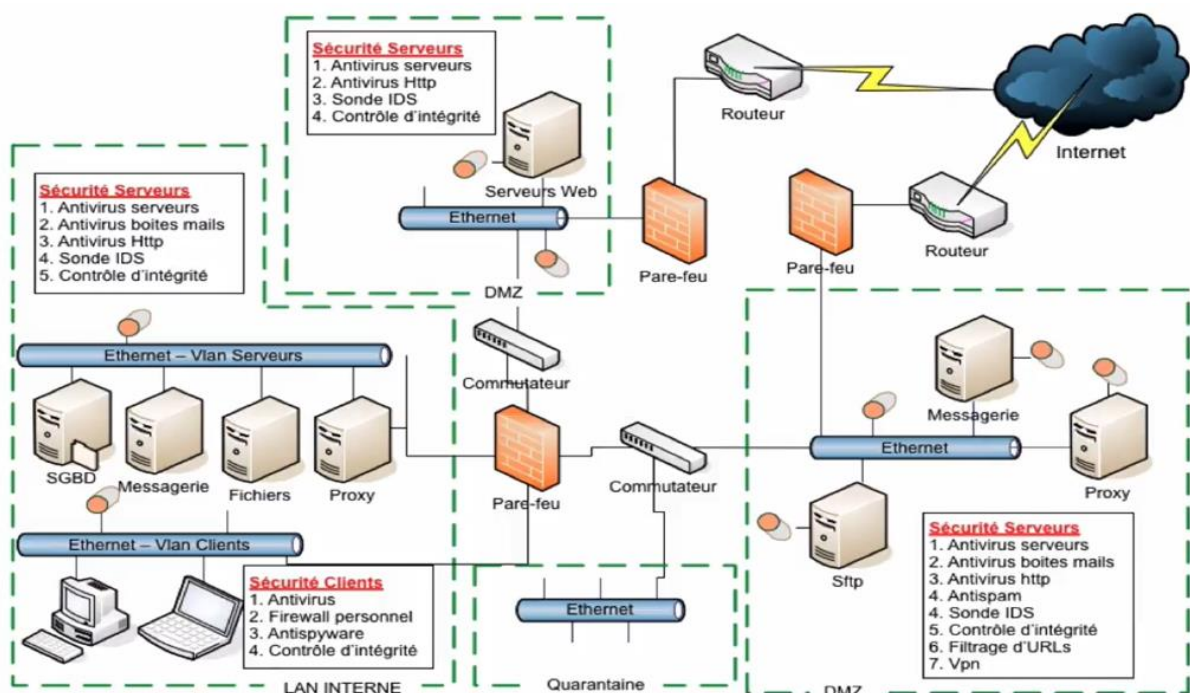 Sécurité Serveurs
1. Antivirus serveurs
2. Antivirus Http
3. Sonde IDS
4. Contrôle d'intégrité
Serveurs Web
Ethernet
DMZ
Routeur
Internet
Pare-feu
Routeur
Pare-feu
Sécurité Serveurs
1. Antivirus serveurs
2. Antivirus boites mails
3. Antivirus Http
4. Sonde IDS
5. Contrôle d'intégrité
Ethernet – Vlan Serveurs
SGBD
Messagerie
Fichiers
Proxy
Commutateur
Pare-feu
Commutateur
Messagerie
Ethernet
Proxy
Sftp
Sécurité Serveurs
1. Antivirus serveurs
2. Antivirus boites mails
3. Antivirus http
4. Antispam
4. Sonde IDS
5. Contrôle d'intégrité
6. Filtrage d'URLs
7. Vpn
DMZ
Ethernet – Vlan Clients
Sécurité Clients
1. Antivirus
2. Firewall personnel
3. Antispyware
4. Contrôle d'intégrité
LAN INTERNE
Ethernet
Quarantaine